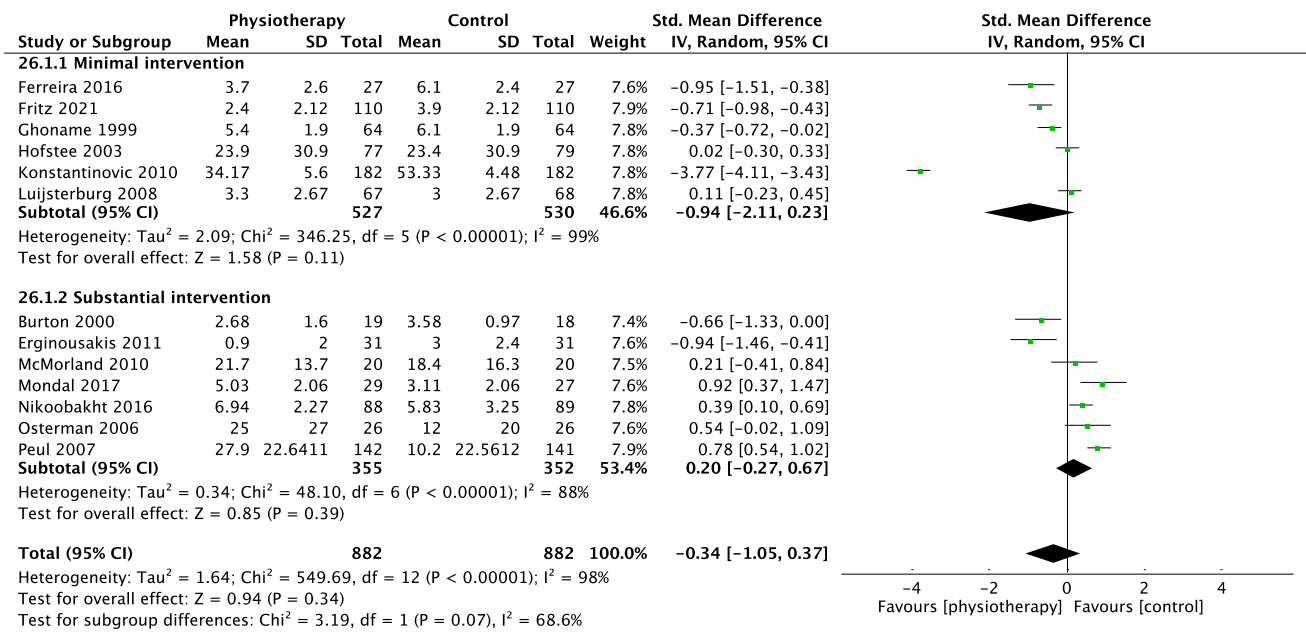 Physiotherapy Control Std. Mean Difference Std. Mean Difference
Study or Subgroup Mean SD Total Mean SD Total Weight IV, Random, 95% CI IV, Random, 95% CI
26.1.1 Minimal intervention
Ferreira 2016 3.7 2.6 27 6.1 2.4 27 7.6% −0.95 [−1.51, −0.38]
Fritz 2021 2.4 2.12 110 3.9 2.12 110 7.9% −0.71 [−0.98, −0.43]
Ghoname 1999 5.4 1.9 64 6.1 1.9 64 7.8% −0.37 [−0.72, −0.02]
Hofstee 2003 23.9 30.9 77 23.4 30.9 79 7.8% 0.02 [−0.30, 0.33]
Konstantinovic 2010 34.17 5.6 182 53.33 4.48 182 7.8% −3.77 [−4.11, −3.43]
Luijsterburg 2008 3.3 2.67 67 3 2.67 68 7.8% 0.11 [−0.23, 0.45]
Subtotal (95% CI) 527 530 46.6% −0.94 [−2.11, 0.23]
Heterogeneity: Tau² = 2.09; Chi² = 346.25, df = 5 (P < 0.00001); I² = 99%
Test for overall effect: Z = 1.58 (P = 0.11)
26.1.2 Substantial intervention
Burton 2000 2.68 1.6 19 3.58 0.97 18 7.4% −0.66 [−1.33, 0.00]
Erginousakis 2011 0.9 2 31 3 2.4 31 7.6% −0.94 [−1.46, −0.41]
McMorland 2010 21.7 13.7 20 18.4 16.3 20 7.5% 0.21 [−0.41, 0.84]
Mondal 2017 5.03 2.06 29 3.11 2.06 27 7.6% 0.92 [0.37, 1.47]
Nikoobakht 2016 6.94 2.27 88 5.83 3.25 89 7.8% 0.39 [0.10, 0.69]
Osterman 2006 25 27 26 12 20 26 7.6% 0.54 [−0.02, 1.09]
Peul 2007 27.9 22.6411 142 10.2 22.5612 141 7.9% 0.78 [0.54, 1.02]
Subtotal (95% CI) 355 352 53.4% 0.20 [−0.27, 0.67]
Heterogeneity: Tau² = 0.34; Chi² = 48.10, df = 6 (P < 0.00001); I² = 88%
Test for overall effect: Z = 0.85 (P = 0.39)
Total (95% CI) 882 882 100.0% −0.34 [−1.05, 0.37]
Heterogeneity: Tau² = 1.64; Chi² = 549.69, df = 12 (P < 0.00001); I² = 98%
Test for overall effect: Z = 0.94 (P = 0.34)
Test for subgroup differences: Chi² = 3.19, df = 1 (P = 0.07), I² = 68.6%
−4 −2 0 2 4
Favours [physiotherapy] Favours [control]